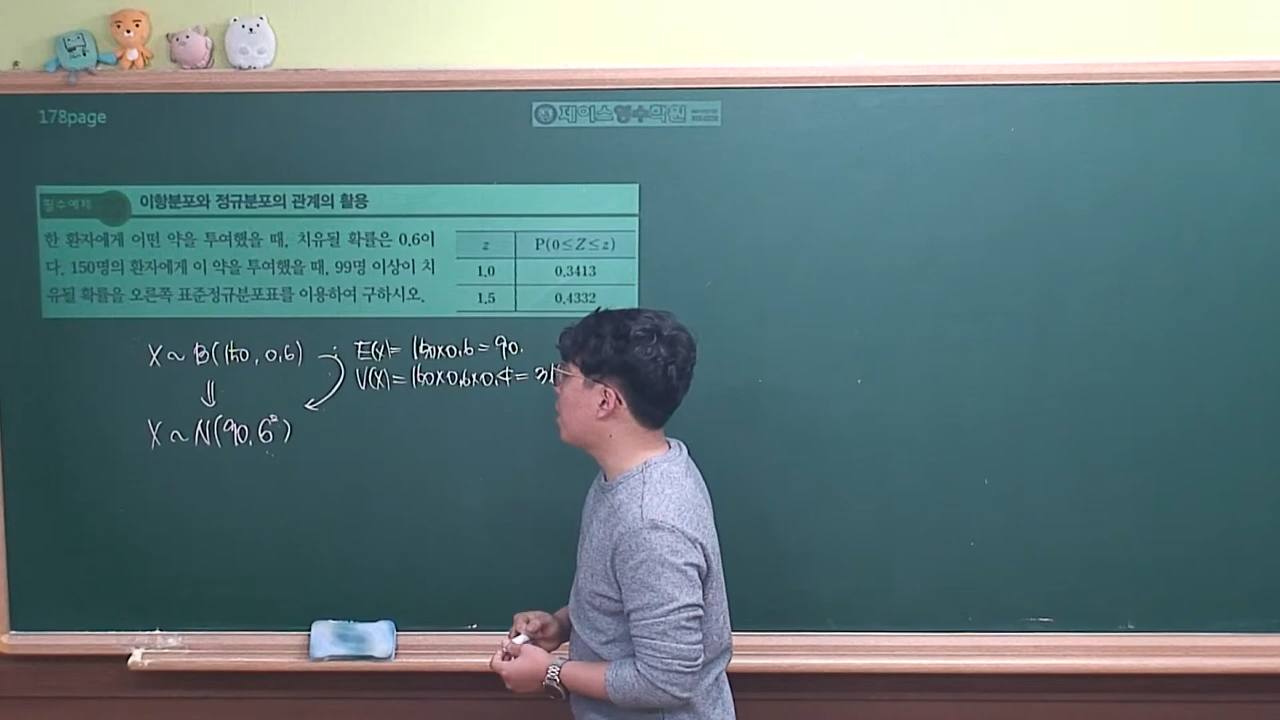 178page
제이스영수학원
필수예제
이항분포와 정규분포의 관계의 활용
한 환자에게 어떤 약을 투여했을 때, 치유될 확률은 0.6이
다. 150명의 환자에게 이 약을 투여했을 때, 99명 이상이 치
유될 확률을 오른쪽 표준정규분포표를 이용하여 구하시오.
z P(0≤Z≤z)
1.0 0.3413
1.5 0.4332
X ~ B(150, 0.6)
E(X) = 150×0.6 = 90.
V(X) = 150×0.6×0.4 = 3
⇓
X ~ N(90, 6²)